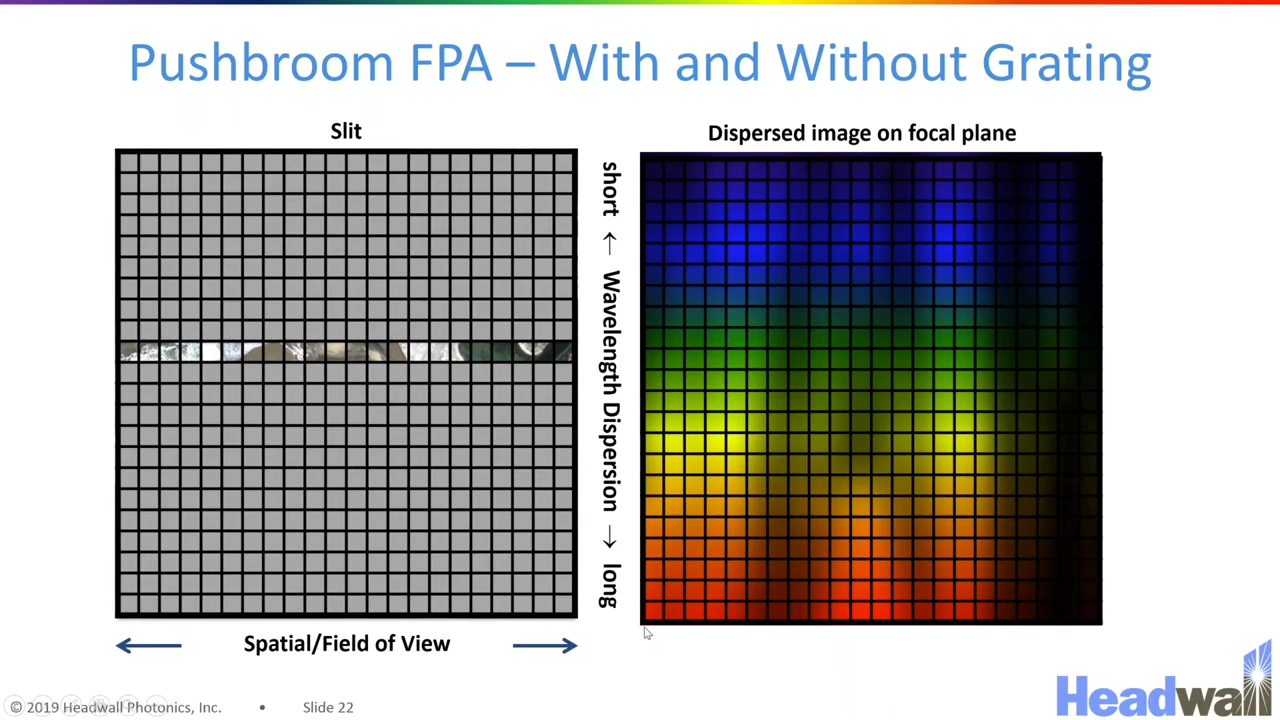 Pushbroom FPA – With and Without Grating
Slit
Dispersed image on focal plane
short ← Wavelength Dispersion → long
Spatial/Field of View
© 2019 Headwall Photonics, Inc. • Slide 22
Headwall